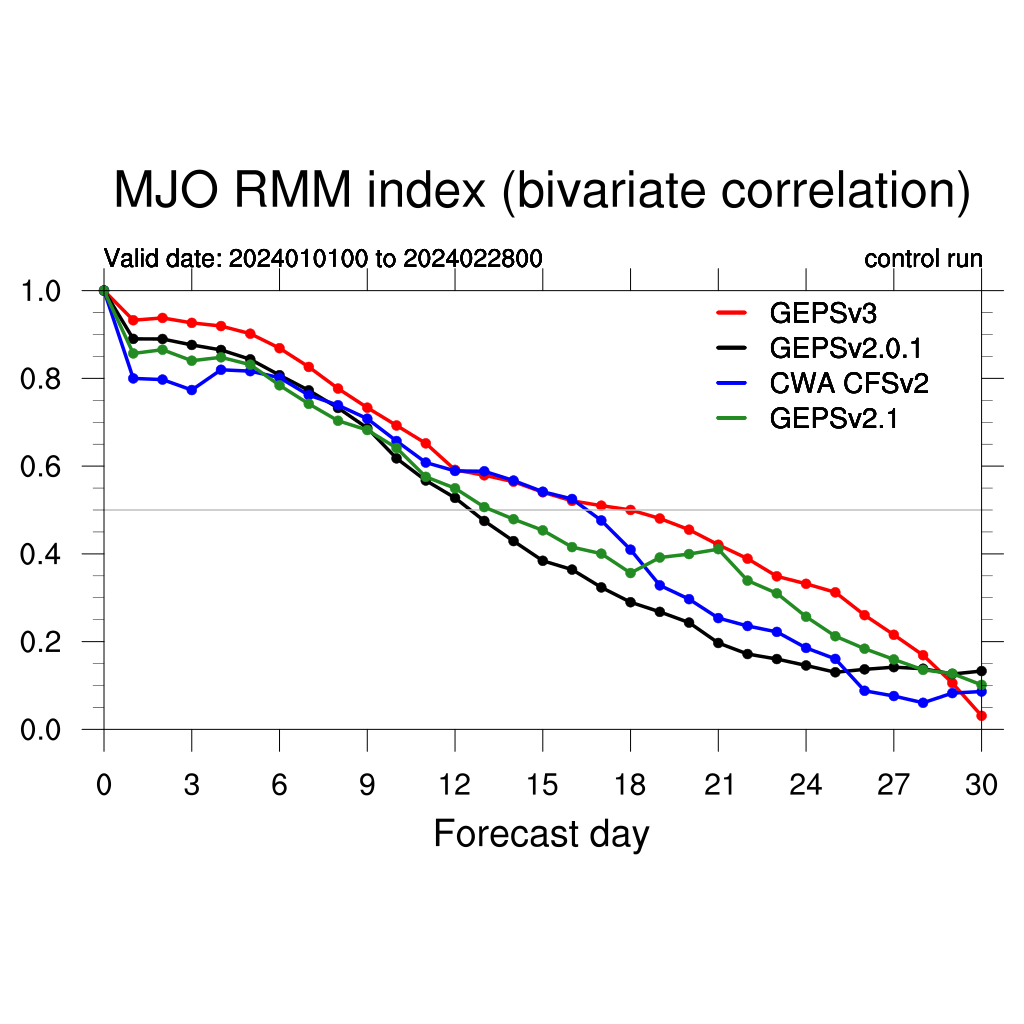 MJO RMM index (bivariate correlation)
Valid date: 2024010100 to 2024022800 control run
GEPSv3
GEPSv2.0.1
CWA CFSv2
GEPSv2.1
1.0
0.8
0.6
0.4
0.2
0.0
0 3 6 9 12 15 18 21 24 27 30
Forecast day